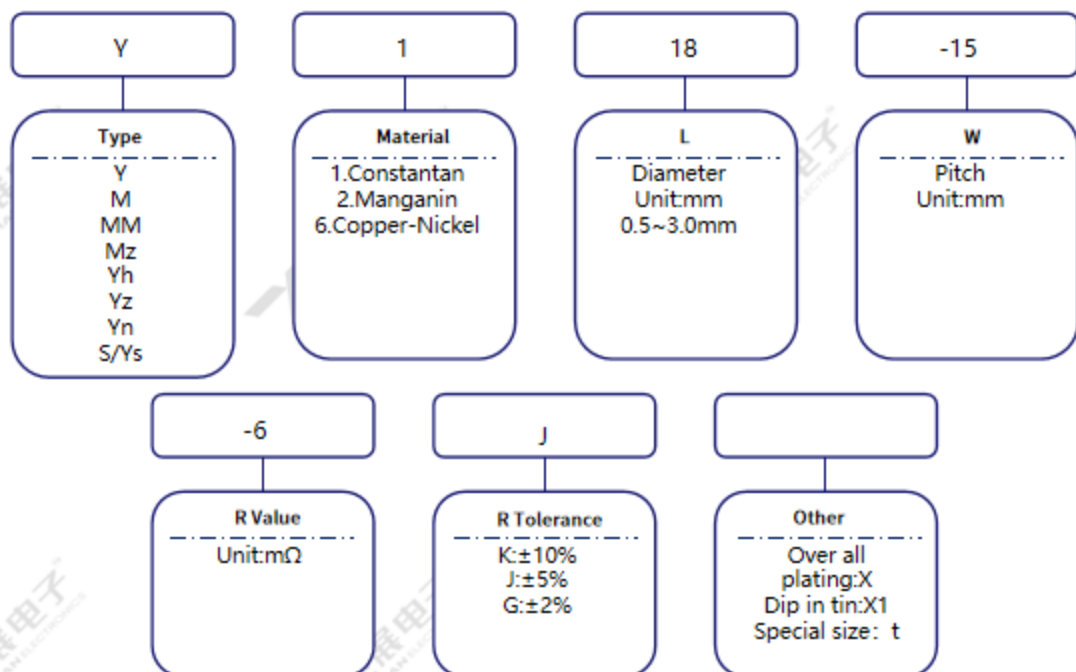 Y
1
18
-15
Type
Y
M
MM
Mz
Yh
Yz
Yn
S/Ys
Material
1.Constantan
2.Manganin
6.Copper-Nickel
L
Diameter
Unit:mm
0.5~3.0mm
W
Pitch
Unit:mm
-6
J
R Value
Unit:mΩ
R Tolerance
K:±10%
J:±5%
G:±2%
Other
Over all
plating:X
Dip in tin:X1
Special size：t